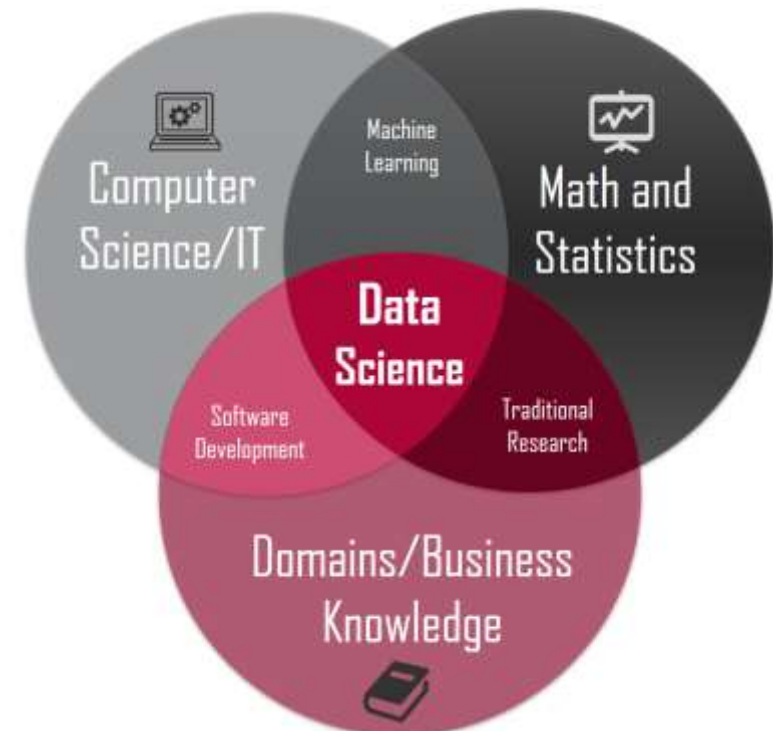 Machine
Learning
Computer
Science/IT
Math and
Statistics
Data
Science
Software
Development
Traditional
Research
Domains/Business
Knowledge